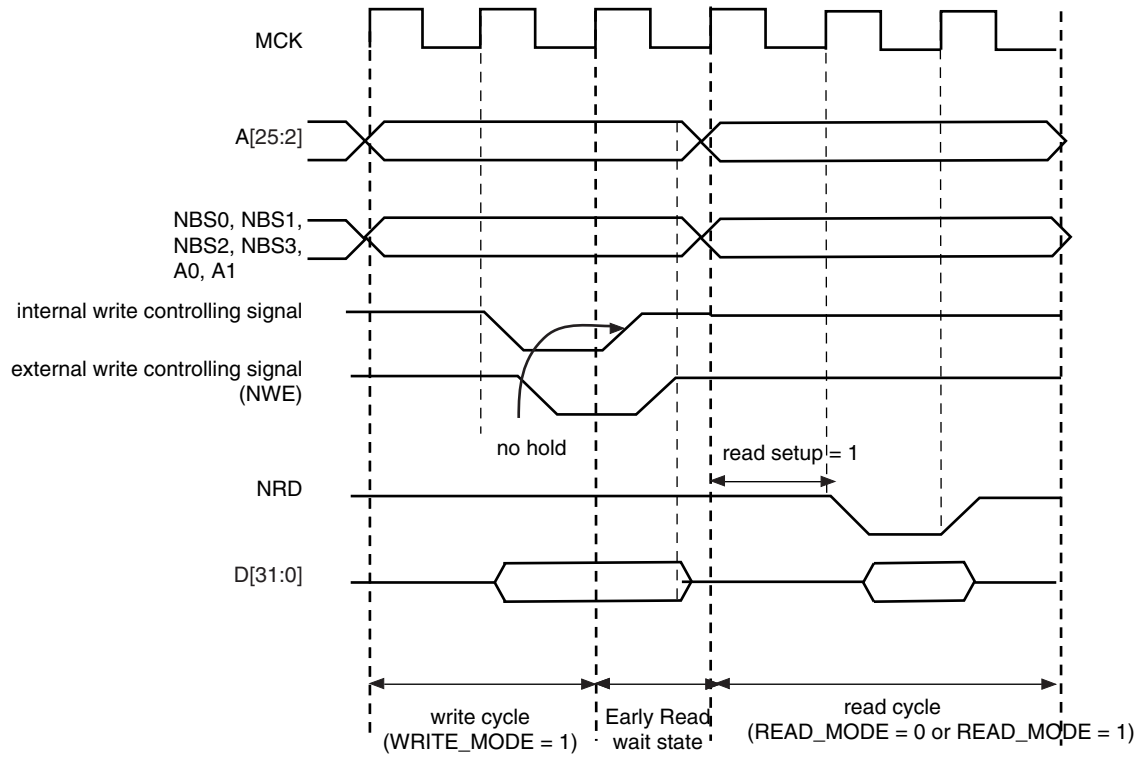 MCK
A[25:2]
NBS0, NBS1,
NBS2, NBS3,
A0, A1
internal write controlling signal
external write controlling signal
(NWE)
no hold
read setup = 1
NRD
D[31:0]
write cycle
(WRITE_MODE = 1)
Early Read
wait state
read cycle
(READ_MODE = 0 or READ_MODE = 1)